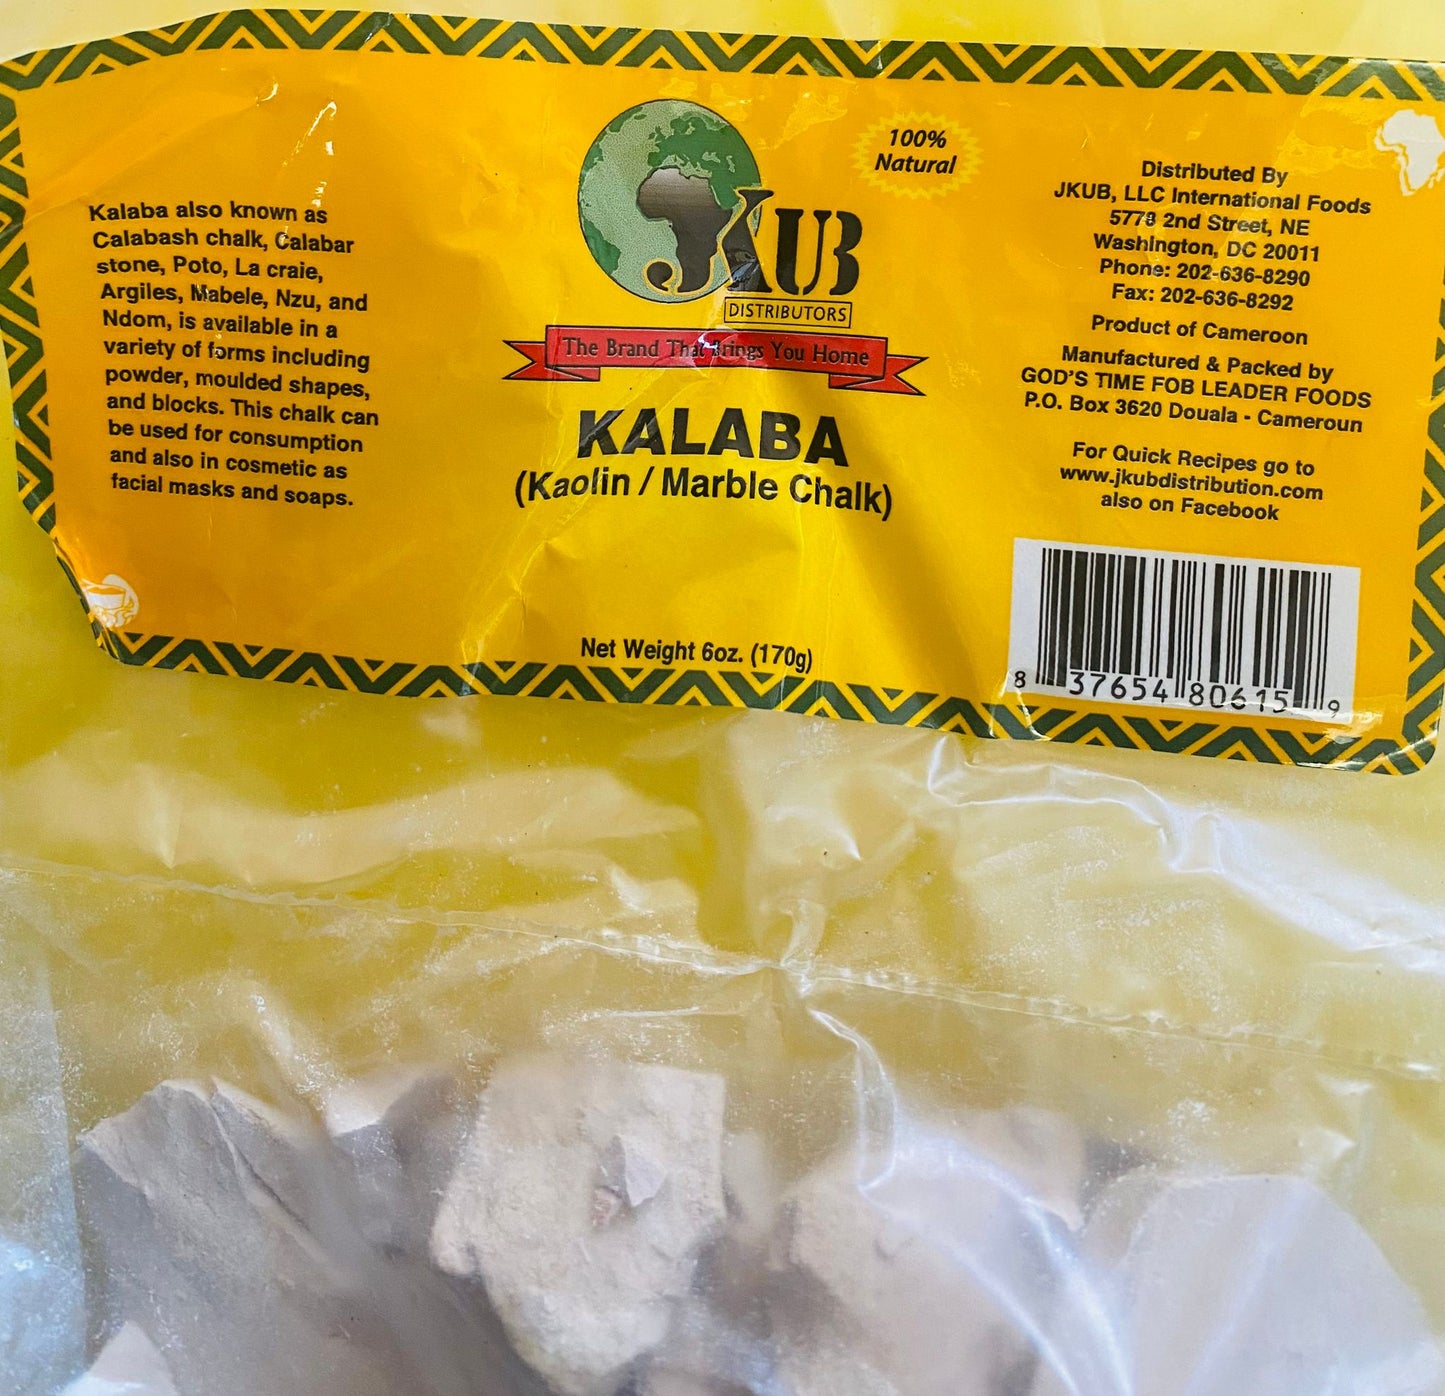 Kalaba also known as
Calabash chalk, Calabar
stone, Poto, La craie,
Argiles, Mabele, Nzu, and
Ndom, is available in a
variety of forms including
powder, moulded shapes,
and blocks. This chalk can
be used for consumption
and also in cosmetic as
facial masks and soaps.
JKUB
DISTRIBUTORS
The Brand That Brings You Home
100%
Natural
KALABA
(Kaolin / Marble Chalk)
Net Weight 6oz. (170g)
Distributed By
JKUB, LLC International Foods
5778 2nd Street, NE
Washington, DC 20011
Phone: 202-636-8290
Fax: 202-636-8292
Product of Cameroon
Manufactured & Packed by
GOD'S TIME FOB LEADER FOODS
P.O. Box 3620 Douala - Cameroun
For Quick Recipes go to
www.jkubdistribution.com
also on Facebook
8 37654 80615 9